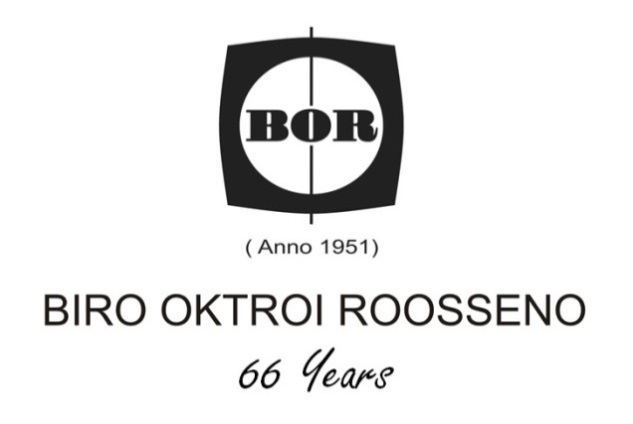 BOR
( Anno 1951)
BIRO OKTROI ROOSSENO
66 Years